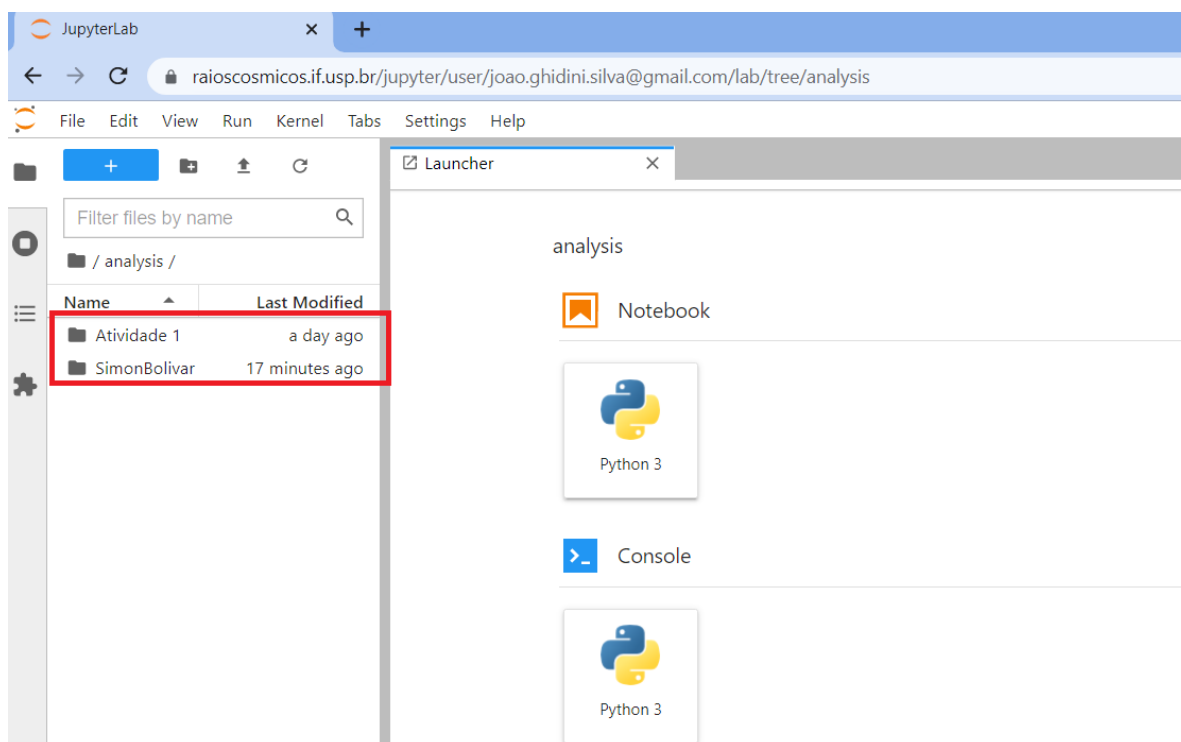 JupyterLab
raioscosmicos.if.usp.br/jupyter/user/joao.ghidini.silva@gmail.com/lab/tree/analysis
File Edit View Run Kernel Tabs Settings Help
Launcher
Filter files by name
/ analysis /
Name Last Modified
Atividade 1 a day ago
SimonBolivar 17 minutes ago
analysis
Notebook
Python 3
Console
Python 3